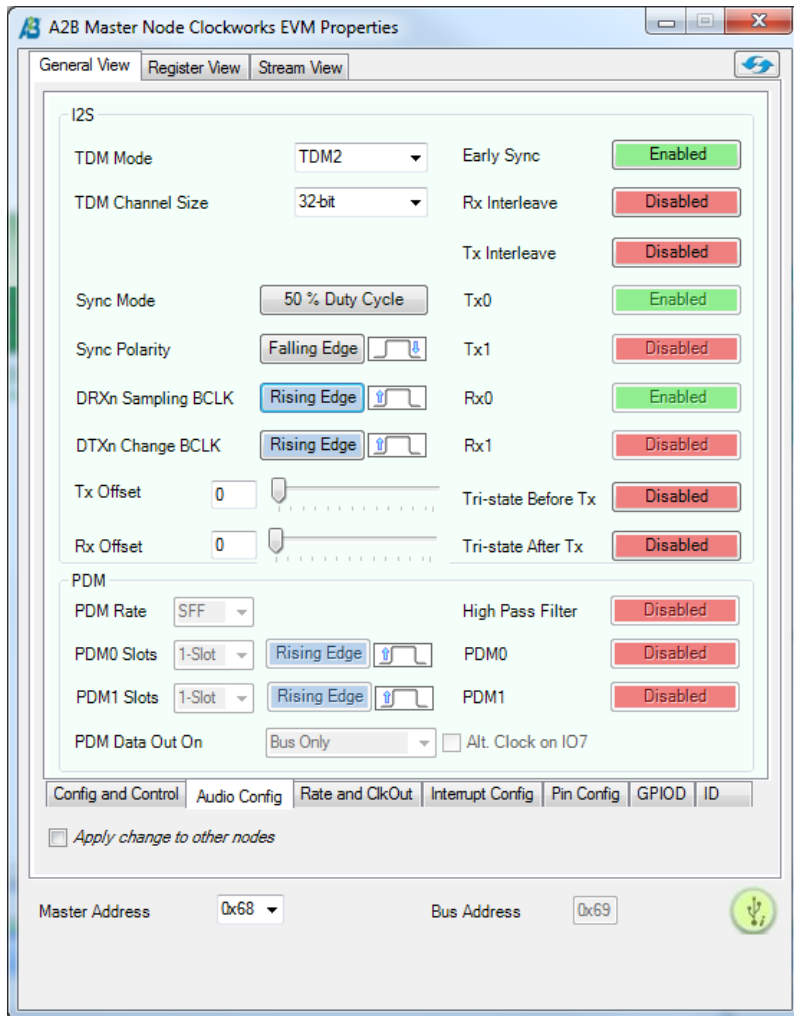 A2B Master Node Clockworks EVM Properties
General View Register View Stream View
I2S
TDM Mode TDM2 Early Sync Enabled
TDM Channel Size 32-bit Rx Interleave Disabled
Tx Interleave Disabled
Sync Mode 50 % Duty Cycle Tx0 Enabled
Sync Polarity Falling Edge Tx1 Disabled
DRXn Sampling BCLK Rising Edge Rx0 Enabled
DTXn Change BCLK Rising Edge Rx1 Disabled
Tx Offset 0 Tri-state Before Tx Disabled
Rx Offset 0 Tri-state After Tx Disabled
PDM
PDM Rate SFF High Pass Filter Disabled
PDM0 Slots 1-Slot Rising Edge PDM0 Disabled
PDM1 Slots 1-Slot Rising Edge PDM1 Disabled
PDM Data Out On Bus Only Alt. Clock on IO7
Config and Control Audio Config Rate and ClkOut Interrupt Config Pin Config GPIOD ID
Apply change to other nodes
Master Address 0x68 Bus Address 0x69